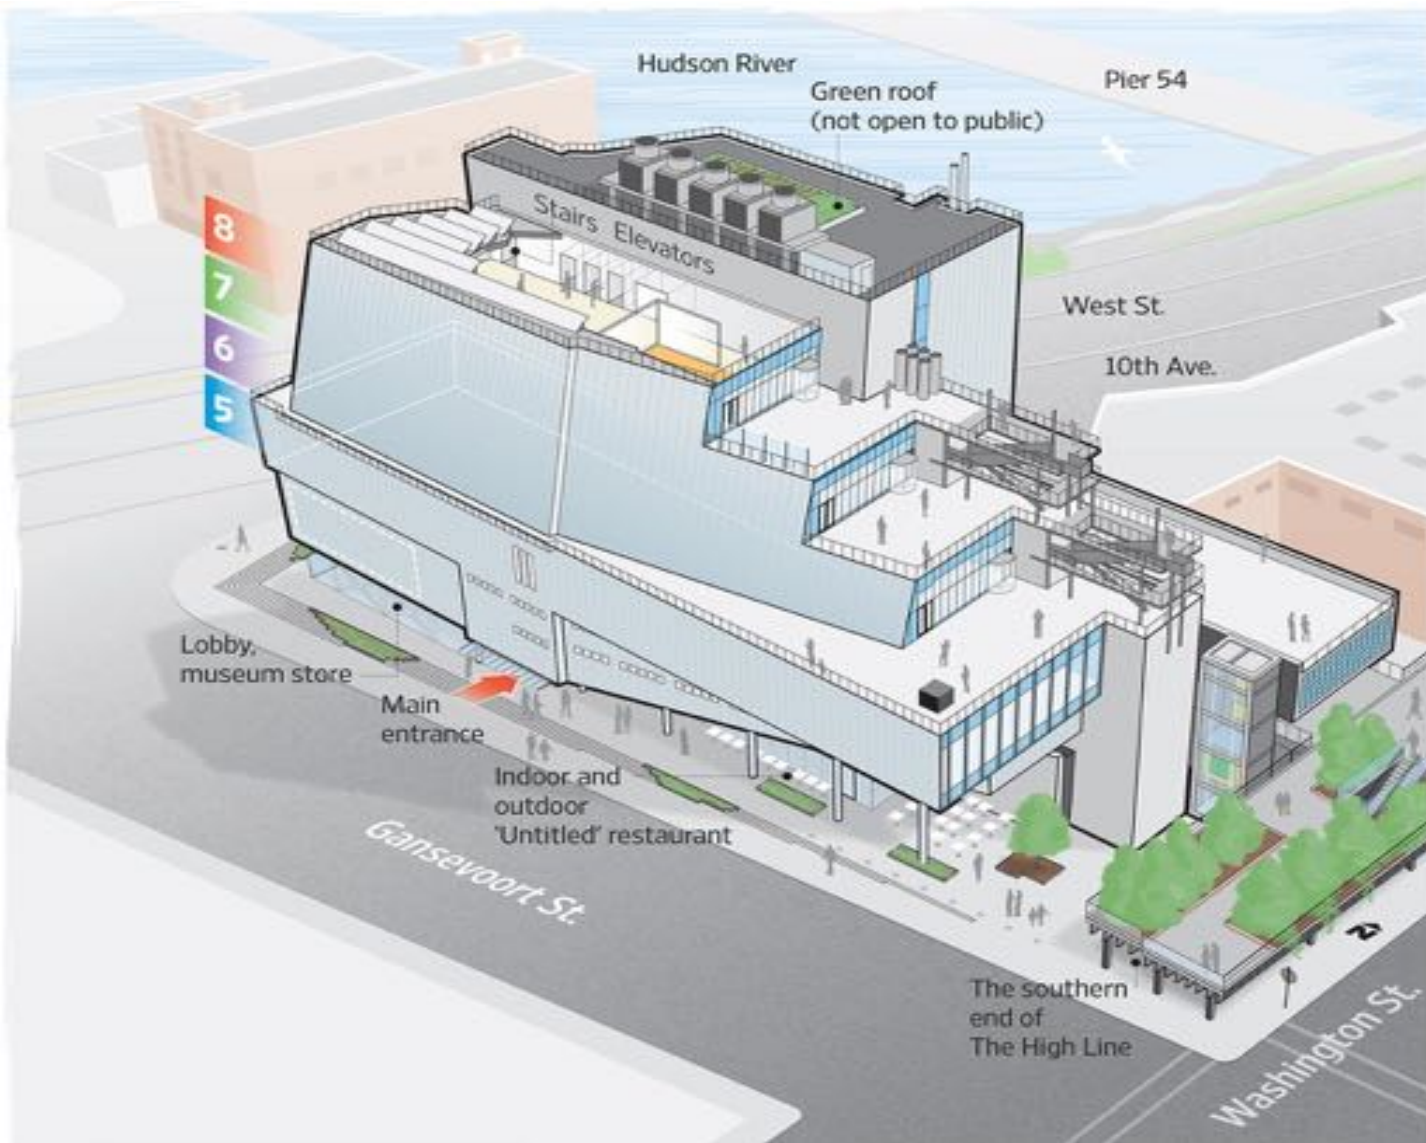 Hudson River
Pier 54
Green roof
(not open to public)
Stairs Elevators
8
7
6
5
West St.
10th Ave.
Lobby,
museum store
Main
entrance
Indoor and
outdoor
'Untitled' restaurant
Gansevoort St.
The southern
end of
The High Line
N
Washington St.